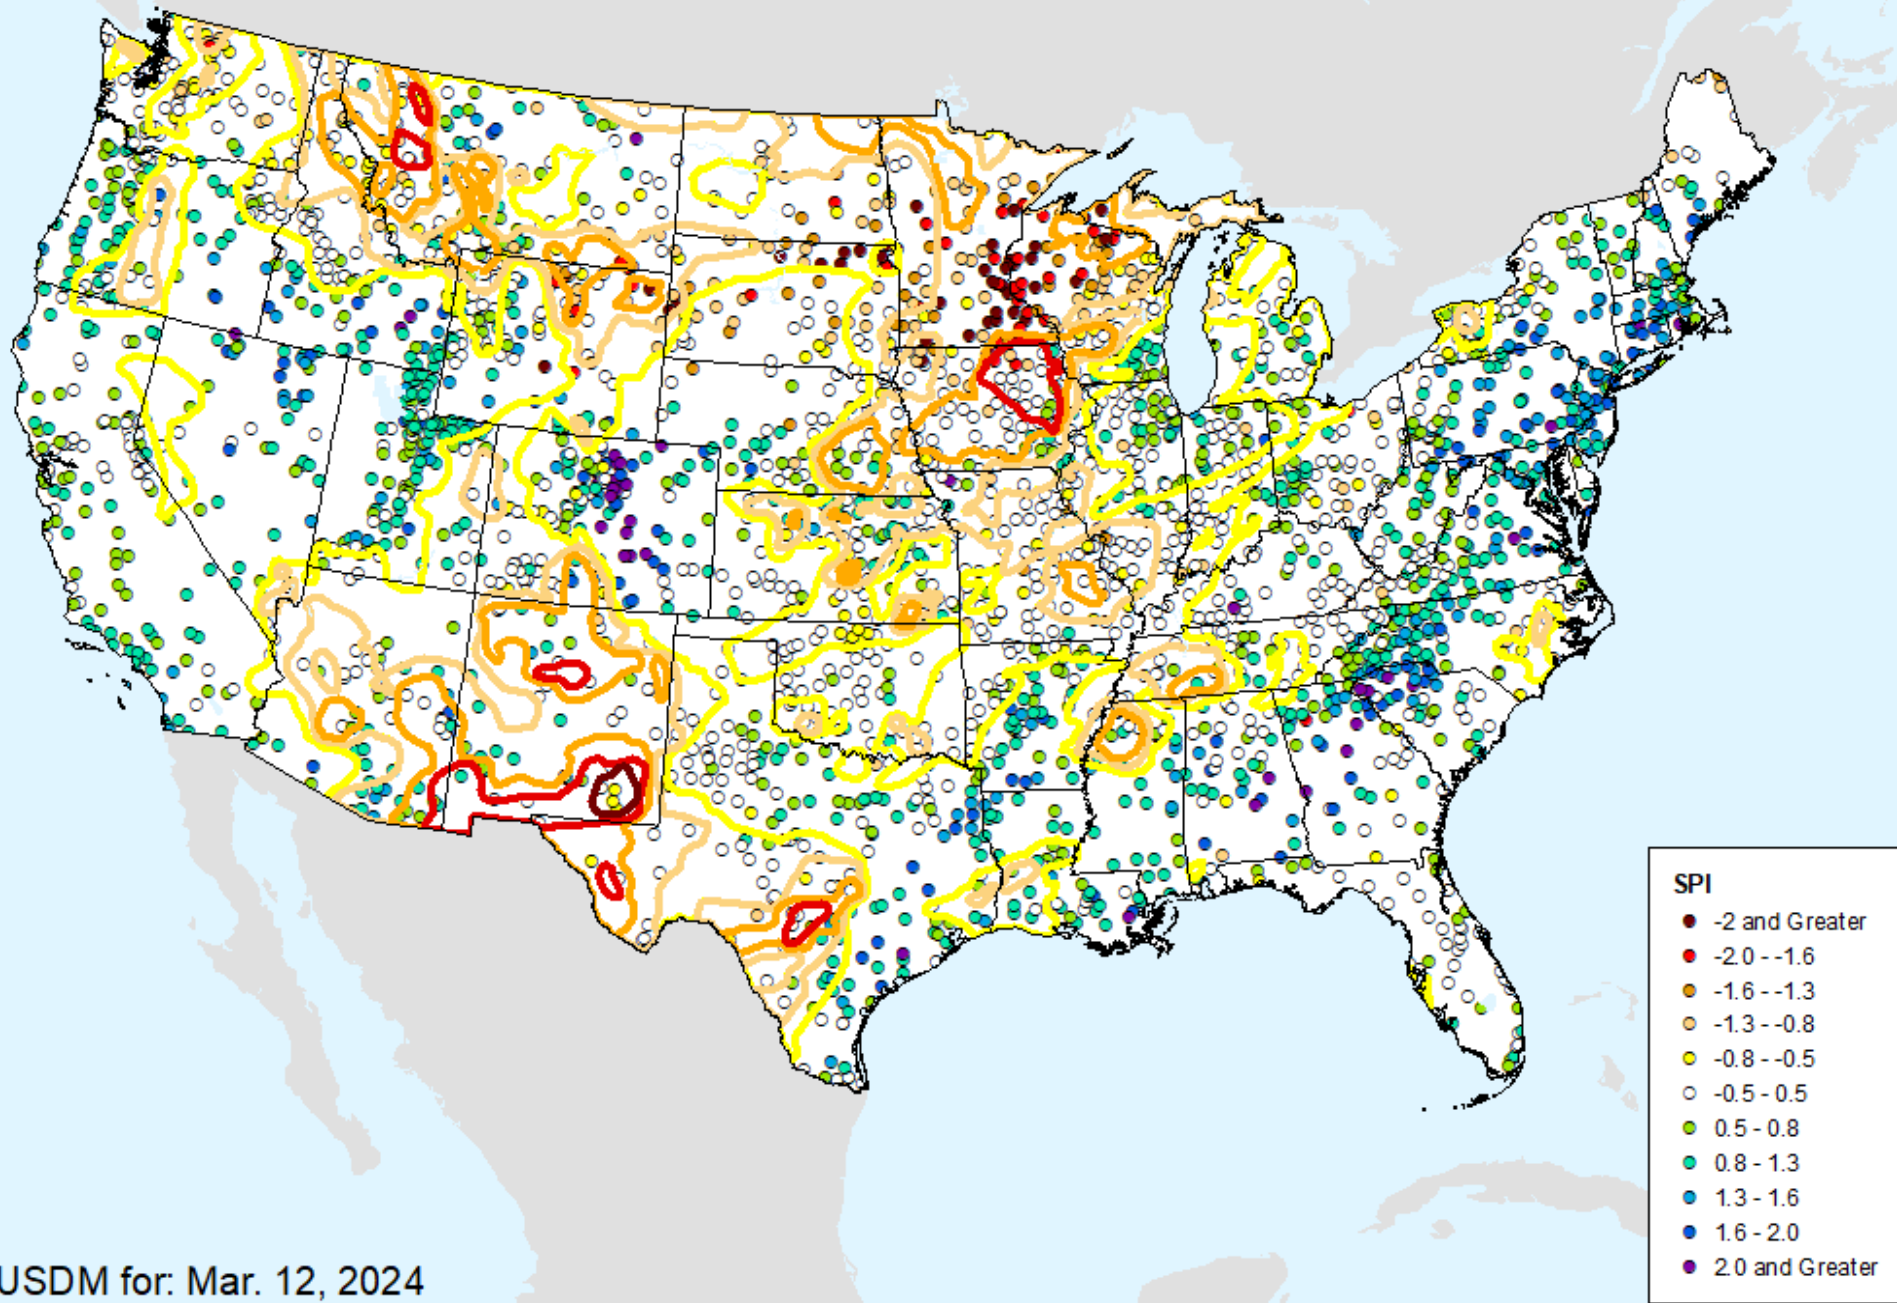 SPI
-2 and Greater
-2.0 - -1.6
-1.6 - -1.3
-1.3 - -0.8
-0.8 - -0.5
-0.5 - 0.5
0.5 - 0.8
0.8 - 1.3
1.3 - 1.6
1.6 - 2.0
2.0 and Greater
USDM for: Mar. 12, 2024